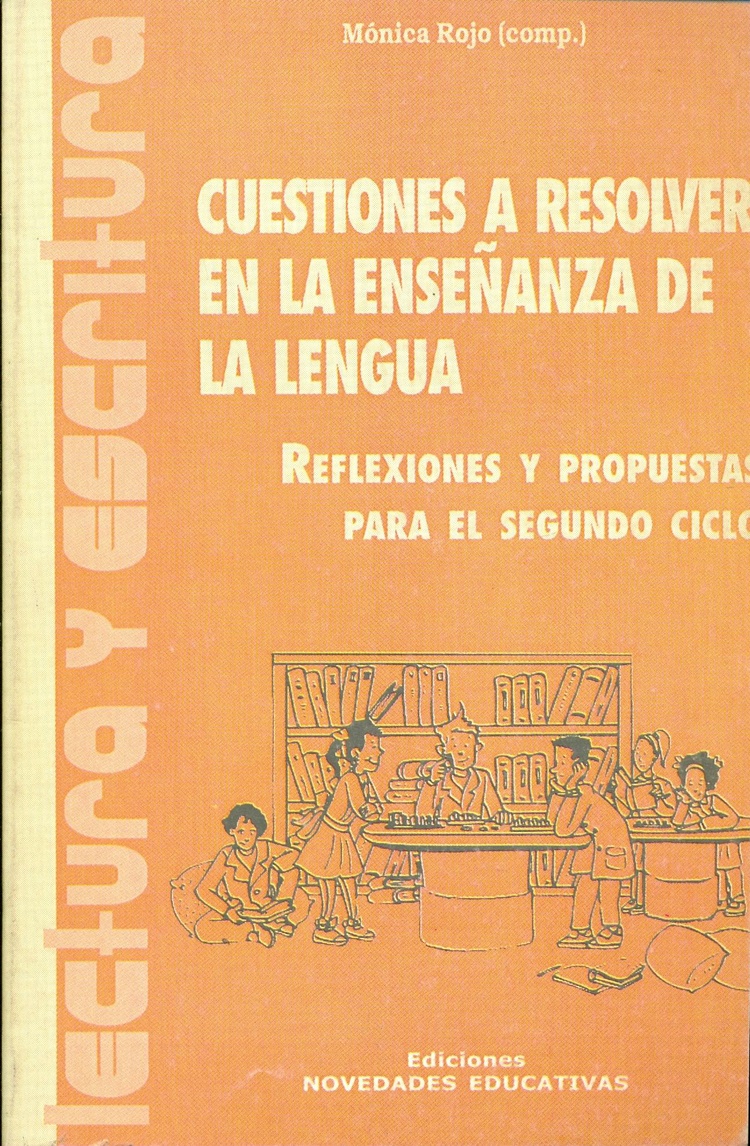 Mónica Rojo (comp.)
CUESTIONES A RESOLVER
EN LA ENSEÑANZA DE
LA LENGUA
REFLEXIONES Y PROPUESTAS
PARA EL SEGUNDO CICLO
lectura y escritura
Ediciones
NOVEDADES EDUCATIVAS